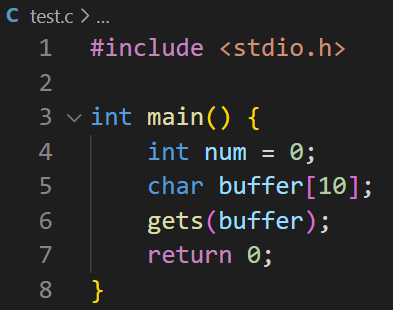 C test.c > ...
1 #include <stdio.h>
2
3 int main() {
4     int num = 0;
5     char buffer[10];
6     gets(buffer);
7     return 0;
8 }